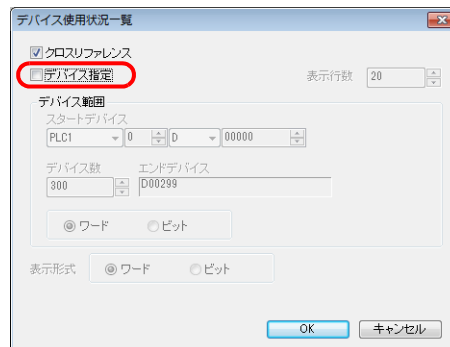 デバイス使用状況一覧
クロスリファレンス
デバイス指定 表示行数 20
デバイス範囲
スタートデバイス
PLC1 0 D 00000
デバイス数 エンドデバイス
300 D00299
ワード ビット
表示形式 ワード ビット
OK キャンセル